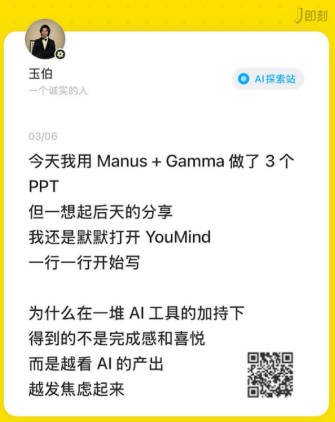 即刻
玉伯
一个诚实的人
AI探索站
03/06
今天我用 Manus + Gamma 做了 3 个
PPT
但一想起后天的分享
我还是默默打开 YouMind
一行一行开始写
为什么在一堆 AI 工具的加持下
得到的不是完成感和喜悦
而是越看 AI 的产出
越发焦虑起来